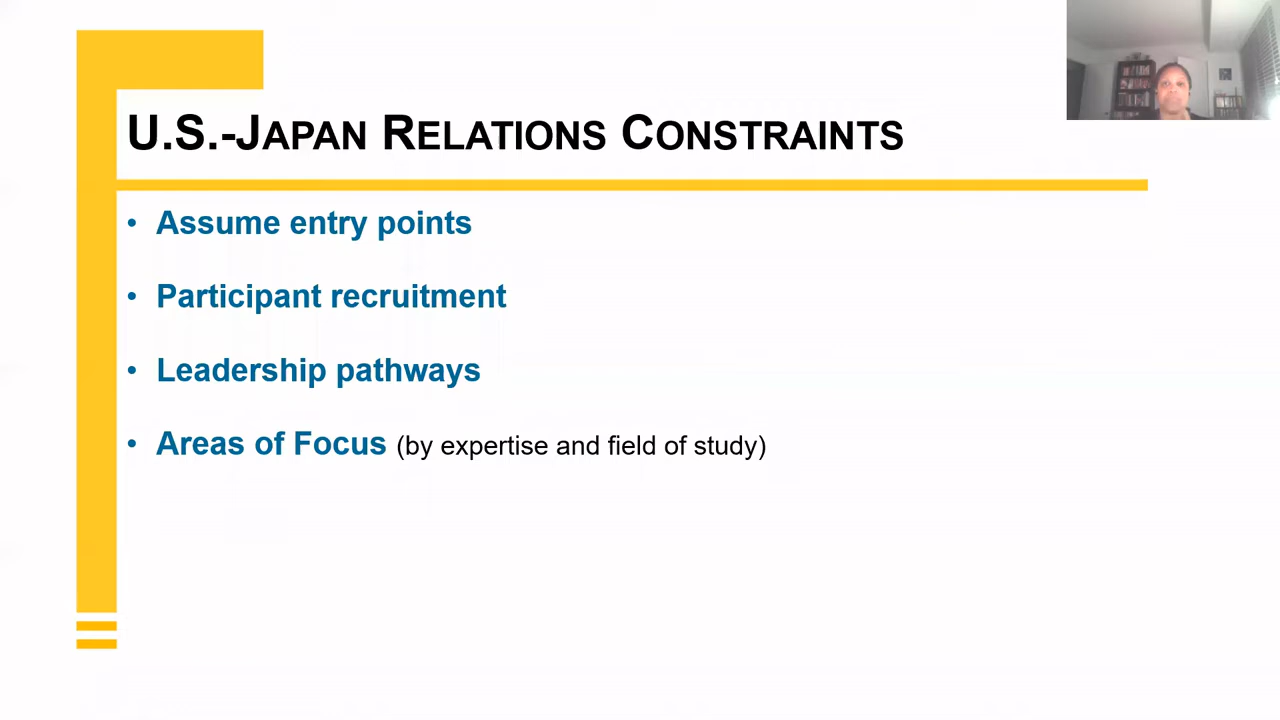 U.S.-Japan Relations Constraints
• Assume entry points
• Participant recruitment
• Leadership pathways
• Areas of Focus (by expertise and field of study)